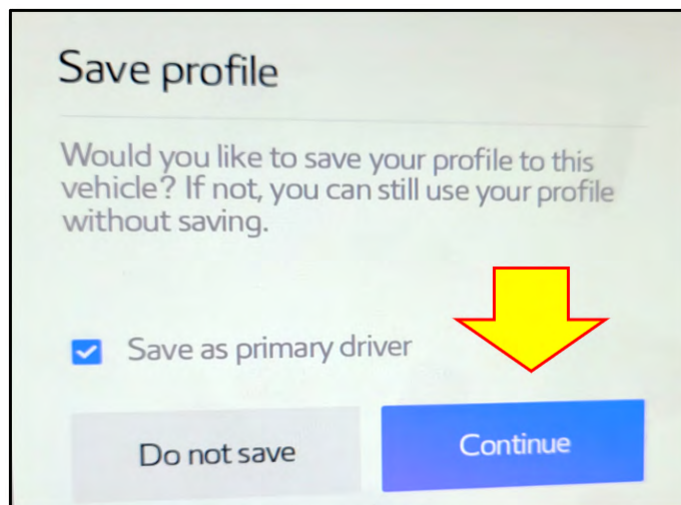 Save profile
Would you like to save your profile to this
vehicle? If not, you can still use your profile
without saving.
Save as primary driver
Do not save
Continue